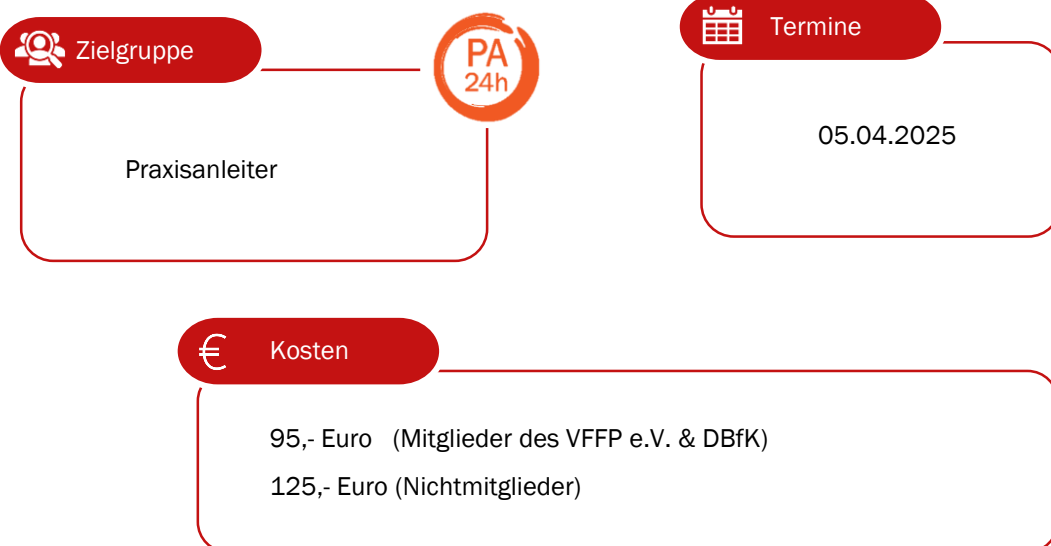 Zielgruppe
PA
24h
Praxisanleiter
Termine
05.04.2025
€ Kosten
95,- Euro (Mitglieder des VFFP e.V. & DBfK)
125,- Euro (Nichtmitglieder)